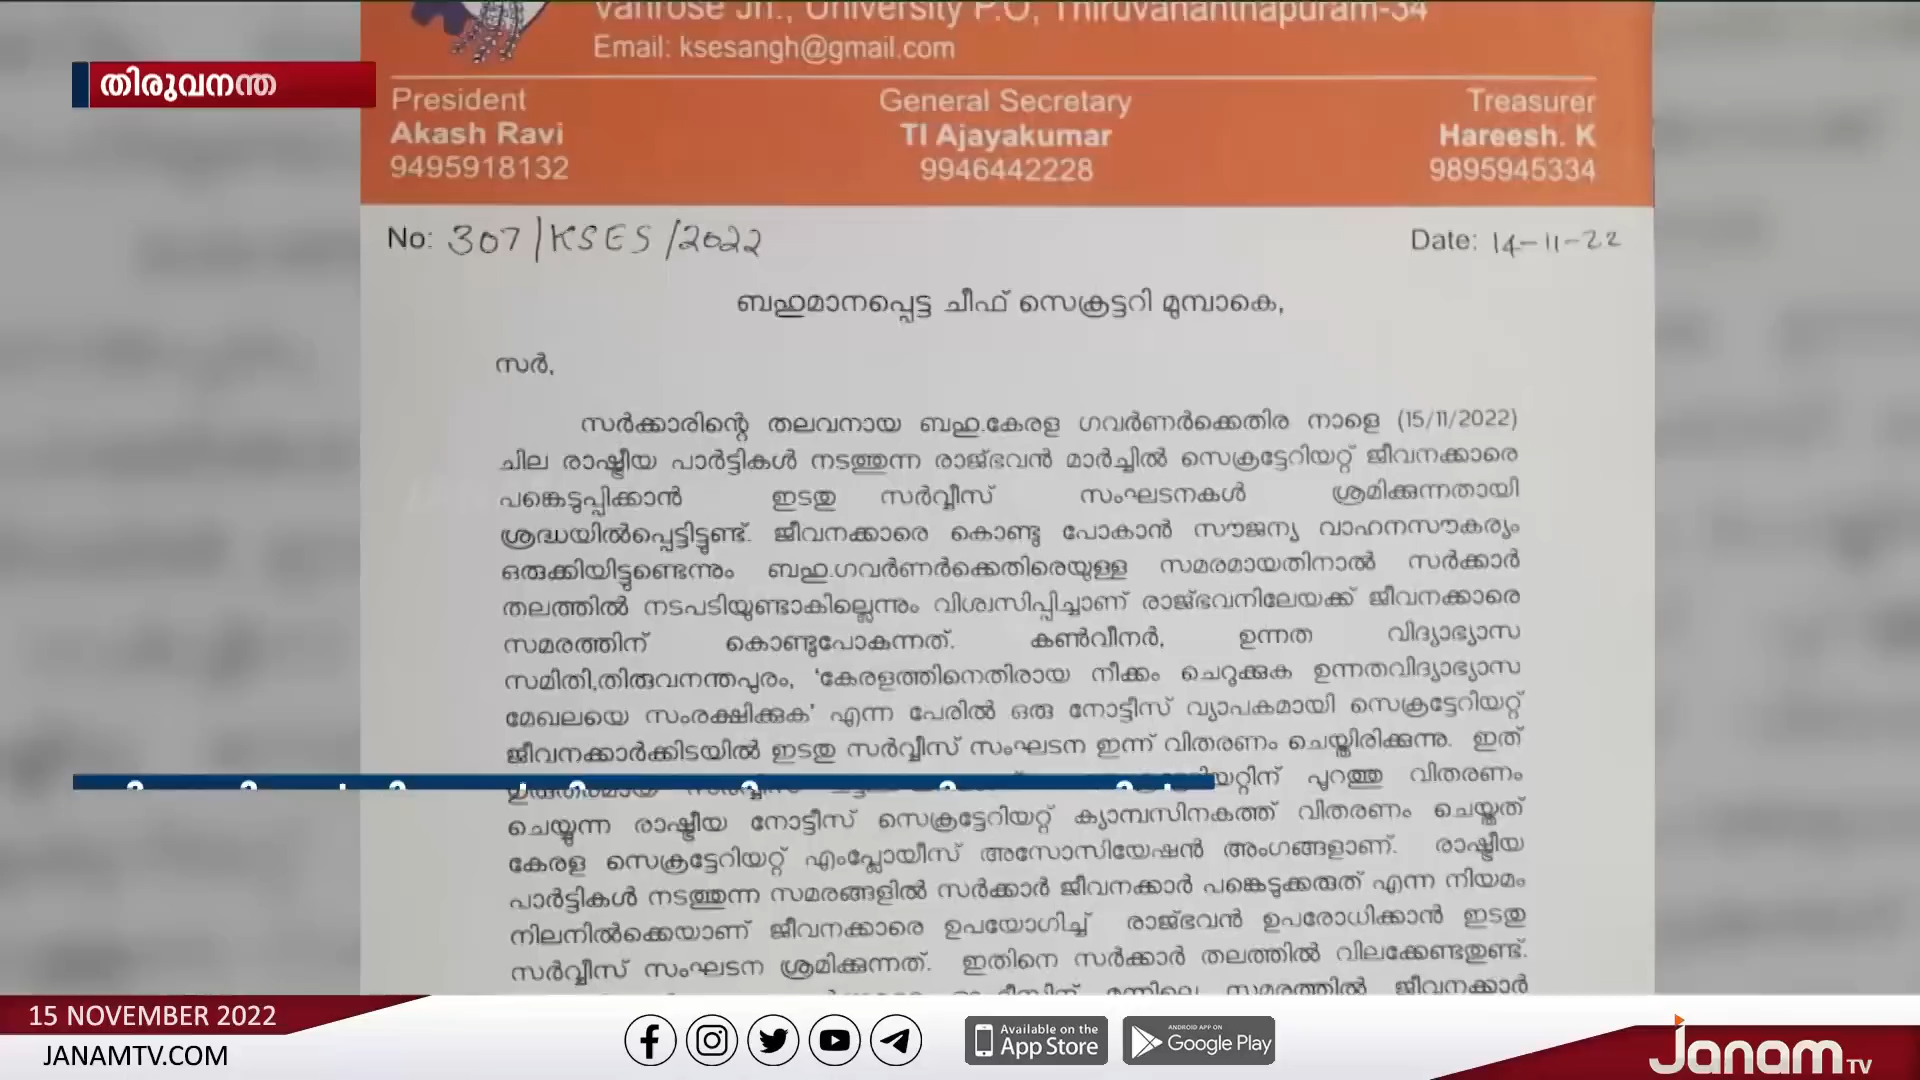 Vanrose Jn., University P.O, Thiruvananthapuram-34
Email: ksesangh@gmail.com
തിരുവനന്ത
President
Akash Ravi
9495918132
General Secretary
TI Ajayakumar
9946442228
Treasurer
Hareesh. K
9895945334
No: 307/KSES/2022
Date: 14-11-22
ബഹുമാനപ്പെട്ട ചീഫ് സെക്രട്ടറി മുമ്പാകെ,
സർ,
സർക്കാരിന്റെ തലവനായ ബഹു.കേരള ഗവർണർക്കെതിര നാളെ (15/11/2022)
ചില രാഷ്ട്രീയ പാർട്ടികൾ നടത്തുന്ന രാജ്ഭവൻ മാർച്ചിൽ സെക്രട്ടേറിയറ്റ് ജീവനക്കാരെ
പങ്കെടുപ്പിക്കാൻ ഇടതു സർവ്വീസ് സംഘടനകൾ ശ്രമിക്കുന്നതായി
ശ്രദ്ധയിൽപ്പെട്ടിട്ടുണ്ട്. ജീവനക്കാരെ കൊണ്ടു പോകാൻ സൗജന്യ വാഹനസൗകര്യം
ഒരുക്കിയിട്ടുണ്ടെന്നും ബഹു.ഗവർണർക്കെതിരെയുള്ള സമരമായതിനാൽ സർക്കാർ
തലത്തിൽ നടപടിയുണ്ടാകില്ലെന്നും വിശ്വസിപ്പിച്ചാണ് രാജ്ഭവനിലേയക്ക് ജീവനക്കാരെ
സമരത്തിന് കൊണ്ടുപോകുന്നത്. കൺവീനർ, ഉന്നത വിദ്യാഭ്യാസ
സമിതി,തിരുവനന്തപുരം, 'കേരളത്തിനെതിരായ നീക്കം ചെറുക്കുക ഉന്നതവിദ്യാഭ്യാസ
മേഖലയെ സംരക്ഷിക്കുക' എന്ന പേരിൽ ഒരു നോട്ടീസ് വ്യാപകമായി സെക്രട്ടേറിയറ്റ്
ജീവനക്കാർക്കിടയിൽ ഇടതു സർവ്വീസ് സംഘടന ഇന്ന് വിതരണം ചെയ്തിരിക്കുന്നു. ഇത്
പുറത്തു വിതരണം
ചെയ്യുന്ന രാഷ്ട്രീയ നോട്ടീസ് സെക്രട്ടേറിയറ്റ് ക്യാമ്പസിനകത്ത് വിതരണം ചെയ്തത്
കേരള സെക്രട്ടേറിയറ്റ് എംപ്ലോയീസ് അസോസിയേഷൻ അംഗങ്ങളാണ്. രാഷ്ട്രീയ
പാർട്ടികൾ നടത്തുന്ന സമരങ്ങളിൽ സർക്കാർ ജീവനക്കാർ പങ്കെടുക്കരുത് എന്ന നിയമം
നിലനിൽക്കെയാണ് ജീവനക്കാരെ ഉപയോഗിച്ച് രാജ്ഭവൻ ഉപരോധിക്കാൻ ഇടതു
സർവ്വീസ് സംഘടന ശ്രമിക്കുന്നത്. ഇതിനെ സർക്കാർ തലത്തിൽ വിലക്കേണ്ടതുണ്ട്.
സമരത്തിൽ ജീവനക്കാർ
15 NOVEMBER 2022
JANAMTV.COM
Available on the
App Store
ANDROID APP ON
Google Play
Janam TV